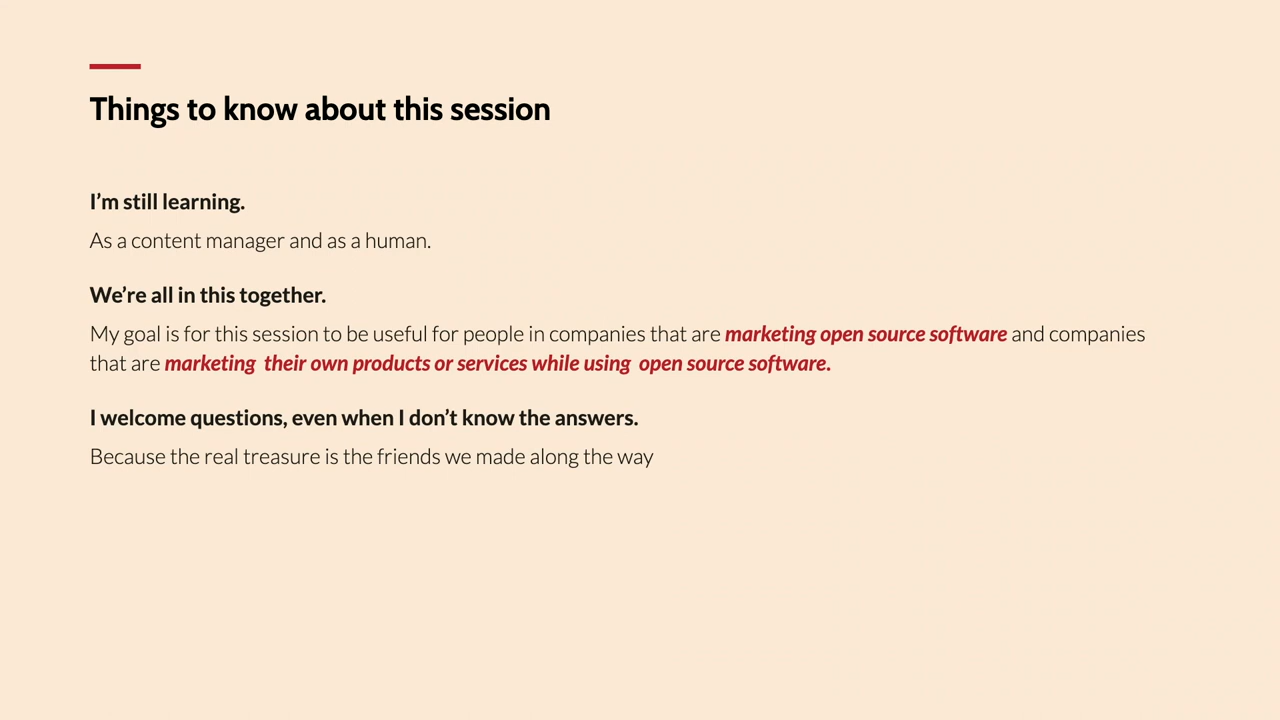 Things to know about this session
I’m still learning.
As a content manager and as a human.
We’re all in this together.
My goal is for this session to be useful for people in companies that are marketing open source software and companies
that are marketing  their own products or services while using  open source software.
I welcome questions, even when I don’t know the answers.
Because the real treasure is the friends we made along the way